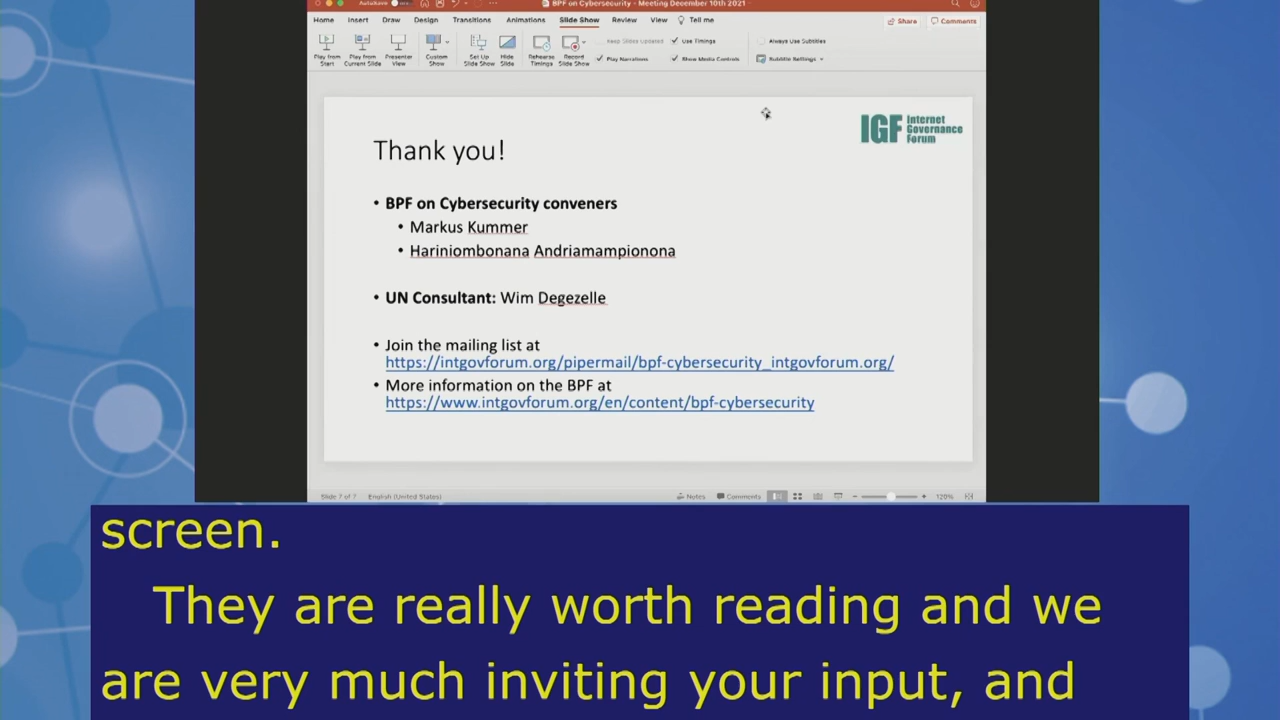 AutoSave
BPF on Cybersecurity - Meeting December 10th 2021
Home Insert Draw Design Transitions Animations Slide Show Review View Tell me
Share Comments
Play from Start
Play from Current Slide
Presenter View
Custom Show
Set Up Slide Show
Hide Slide
Rehearse Timings
Record Slide Show
Keep Slides Updated
Play Narrations
Use Timings
Show Media Controls
Always Use Subtitles
Subtitle Settings
IGF Internet
Governance
Forum
Thank you!
• BPF on Cybersecurity conveners
• Markus Kummer
• Hariniombonana Andriamampionona
• UN Consultant: Wim Degezelle
• Join the mailing list at
https://intgovforum.org/pipermail/bpf-cybersecurity_intgovforum.org/
• More information on the BPF at
https://www.intgovforum.org/en/content/bpf-cybersecurity
Slide 7 of 7 English (United States)
Notes Comments 120%
screen.
They are really worth reading and we
are very much inviting your input, and